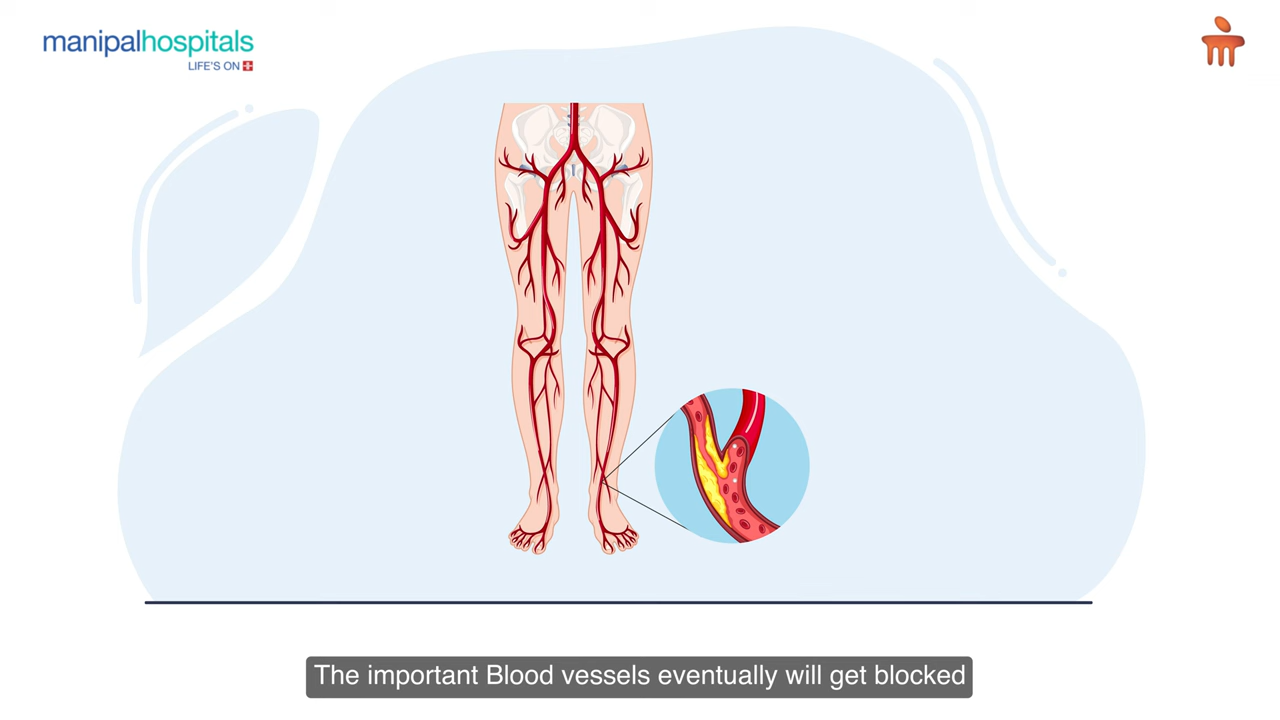 manipalhospitals
LIFE'S ON
The important Blood vessels eventually will get blocked